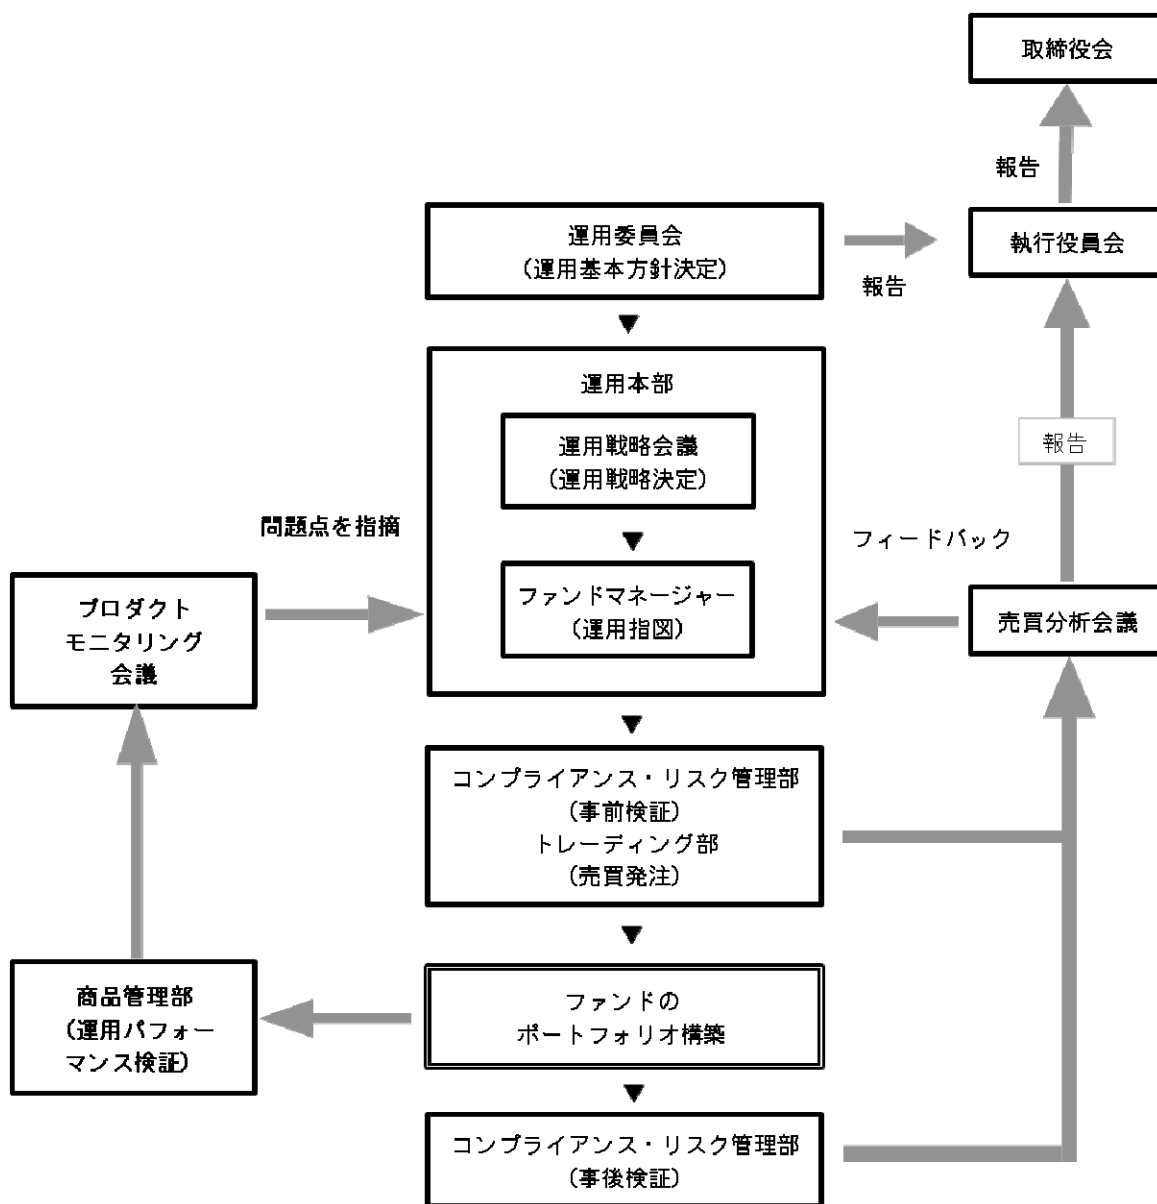 取締役会
報告
運用委員会
(運用基本方針決定)
報告
執行役員会
運用本部
運用戦略会議
(運用戦略決定)
報告
問題点を指摘
フィードバック
ファンドマネージャー
(運用指図)
プロダクト
モニタリング
会議
売買分析会議
コンプライアンス・リスク管理部
(事前検証)
トレーディング部
(売買発注)
商品管理部
(運用パフォー
マンス検証)
ファンドの
ポートフォリオ構築
コンプライアンス・リスク管理部
(事後検証)